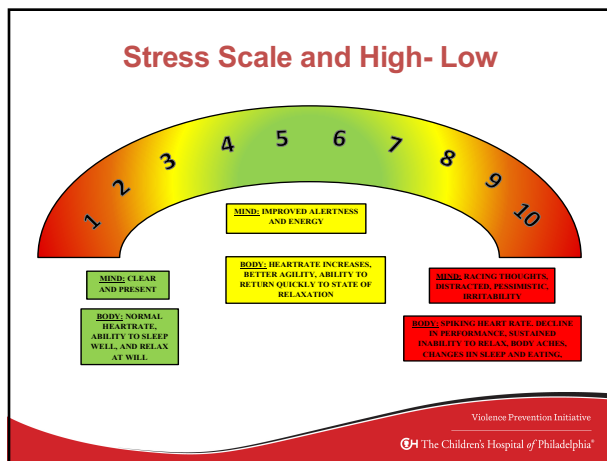 Stress Scale and High- Low
1 2 3 4 5 6 7 8 9 10
MIND: IMPROVED ALERTNESS
AND ENERGY
MIND: CLEAR
AND PRESENT
BODY: HEARTRATE INCREASES,
BETTER AGILITY, ABILITY TO
RETURN QUICKLY TO STATE OF
RELAXATION
MIND: RACING THOUGHTS,
DISTRACTED, PESSIMISTIC,
IRRITABILITY
BODY: NORMAL
HEARTRATE,
ABILITY TO SLEEP
WELL, AND RELAX
AT WILL
BODY: SPIKING HEART RATE, DECLINE
IN PERFORMANCE, SUSTAINED
INABILITY TO RELAX, BODY ACHES,
CHANGES IIN SLEEP AND EATING,
Violence Prevention Initiative
The Children's Hospital of Philadelphia®